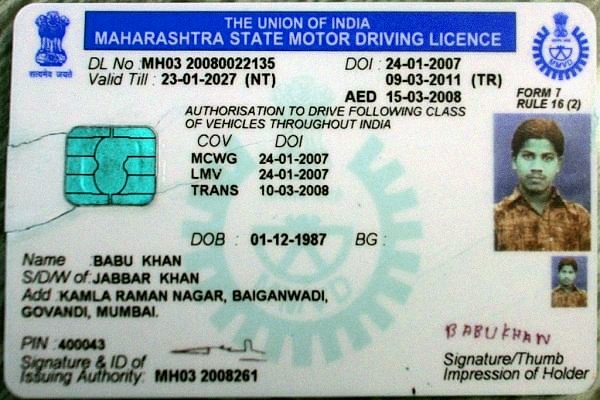 THE UNION OF INDIA
MAHARASHTRA STATE MOTOR DRIVING LICENCE
सत्यमेव जयते
MMVD
DL No : MH03 20080022135 DOI : 24-01-2007
Valid Till : 23-01-2027 (NT) 09-03-2011 (TR)
AED 15-03-2008
FORM 7
RULE 16 (2)
AUTHORISATION TO DRIVE FOLLOWING CLASS
OF VEHICLES THROUGHOUT INDIA
COV DOI
MCWG 24-01-2007
LMV 24-01-2007
TRANS 10-03-2008
DOB : 01-12-1987 BG :
Name : BABU KHAN
S/D/W of : JABBAR KHAN
Add : KAMLA RAMAN NAGAR, BAIGANWADI,
GOVANDI, MUMBAI.
PIN : 400043
Signature & ID of
Issuing Authority: MH03 2008261
BABUKHAN
Signature/Thumb
Impression of Holder